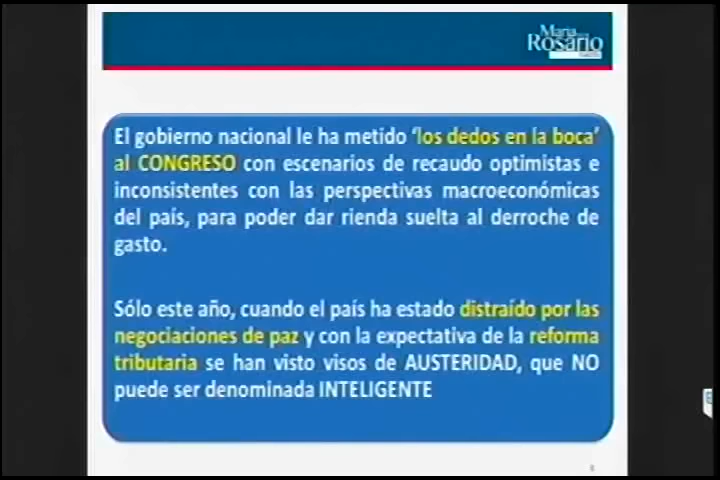 María
Rosario
El gobierno nacional le ha metido ‘los dedos en la boca’
al CONGRESO con escenarios de recaudo optimistas e
inconsistentes con las perspectivas macroeconómicas
del país, para poder dar rienda suelta al derroche de
gasto.
Sólo este año, cuando el país ha estado distraído por las
negociaciones de paz y con la expectativa de la reforma
tributaria se han visto visos de AUSTERIDAD, que NO
puede ser denominada INTELIGENTE